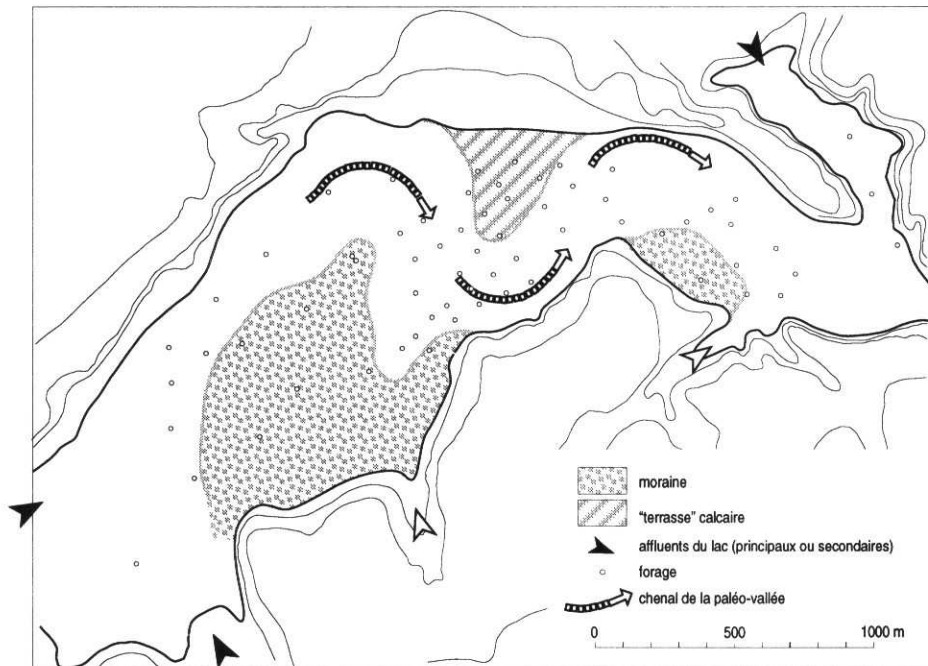 moraine
"terrasse" calcaire
affluents du lac (principaux ou secondaires)
forage
chenal de la paléo-vallée
0 500 1000 m